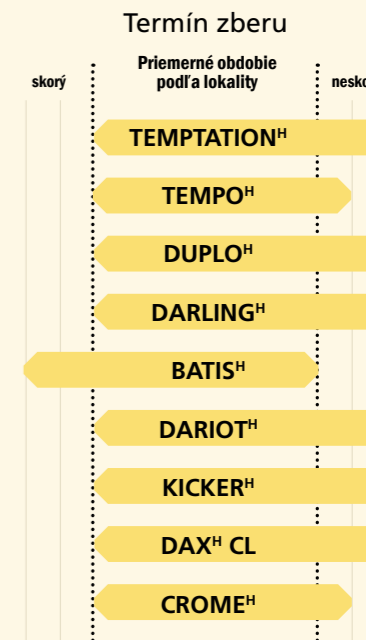 Termín zberu
Priemerné obdobie
podľa lokality
skorý
TEMPTATIONᴴ
TEMPOᴴ
DUPLOᴴ
DARLINGᴴ
BATISᴴ
DARIOTᴴ
KICKERᴴ
DAXᴴ CL
CROMEᴴ